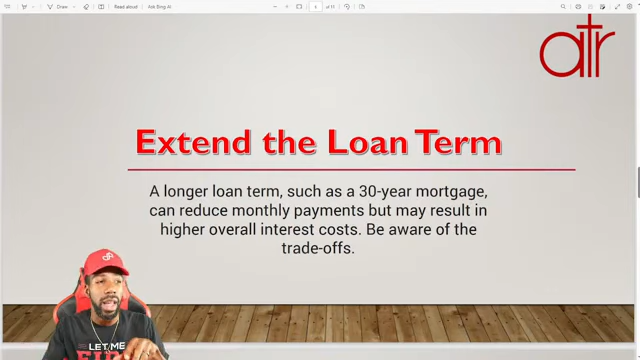 Draw
Read aloud
Ask Bing AI
of 11
atr
Extend the Loan Term
A longer loan term, such as a 30-year mortgage,
can reduce monthly payments but may result in
higher overall interest costs. Be aware of the
trade-offs.
LET ME